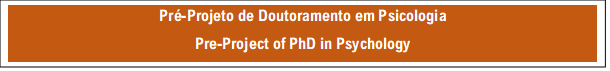 Pré-Projeto de Doutoramento em Psicologia
Pre-Project of PhD in Psychology